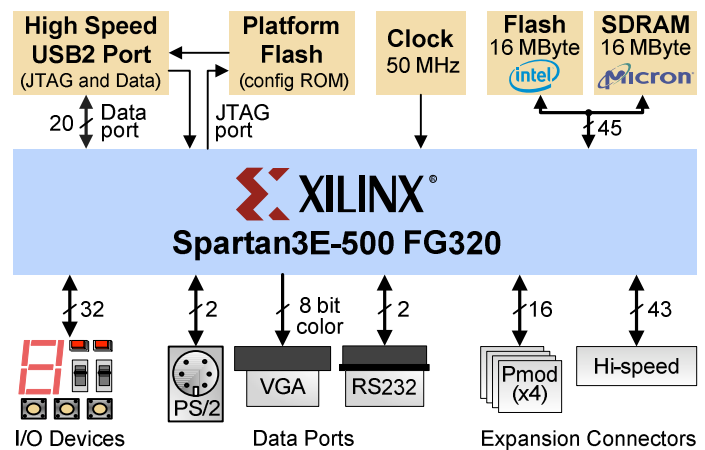 High Speed
USB2 Port
(JTAG and Data)
Platform
Flash
(config ROM)
Clock
50 MHz
Flash
16 MByte
intel
SDRAM
16 MByte
Micron
20
Data
port
JTAG
port
45
XILINX®
Spartan3E-500 FG320
32
2
8 bit
color
2
16
43
PS/2
VGA
RS232
Pmod
(x4)
Hi-speed
I/O Devices
Data Ports
Expansion Connectors